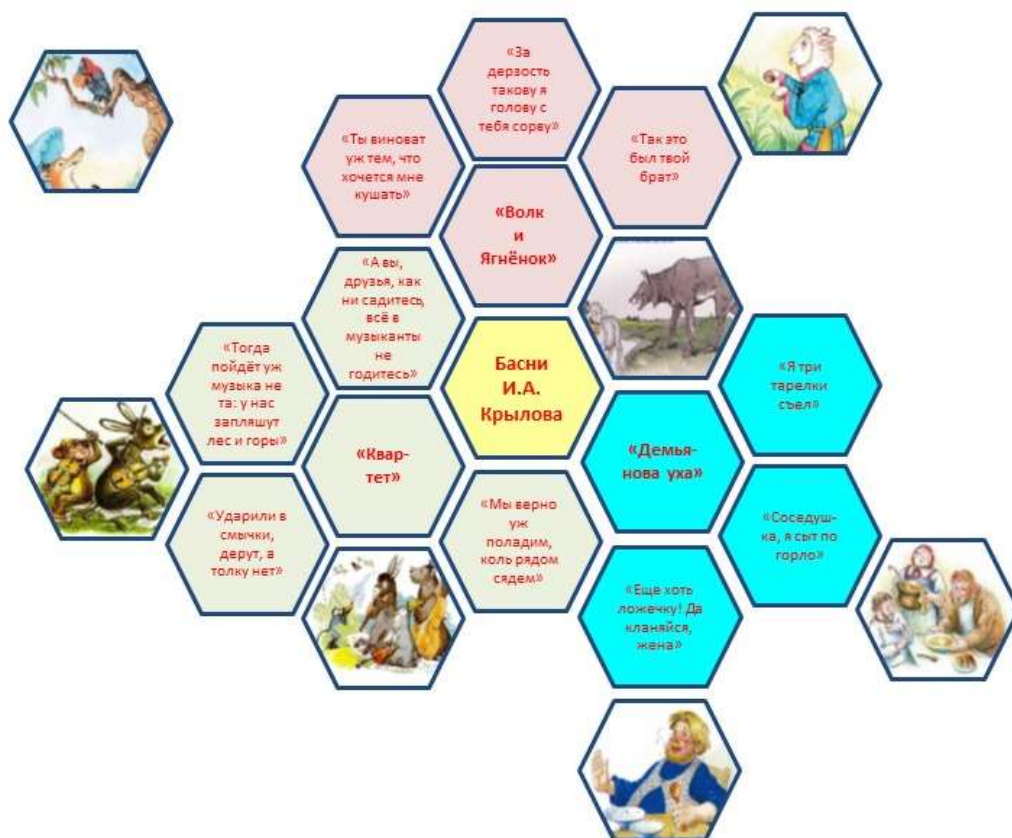 «За
дерзость
такову я
голову с
тебя сорву»
«Ты виноват
уж тем, что
хочется мне
кушать»
«Так это
был твой
брат»
«Волк
и
Ягнёнок»
«А вы,
друзья, как
ни садитесь,
всё в
музыканты
не
годитесь»
«Тогда
пойдёт уж
музыка не
та: у нас
запляшут
лес и горы»
Басни
И.А.
Крылова
«Я три
тарелки
съел»
«Квар-
тет»
«Демья-
нова уха»
«Ударили в
смычки,
дерут, а
толку нет»
«Мы верно
уж
поладим,
коль рядом
сядем»
«Соседуш-
ка, я сыт по
горло»
«Еще хоть
ложечку! Да
кланяйся,
жена»